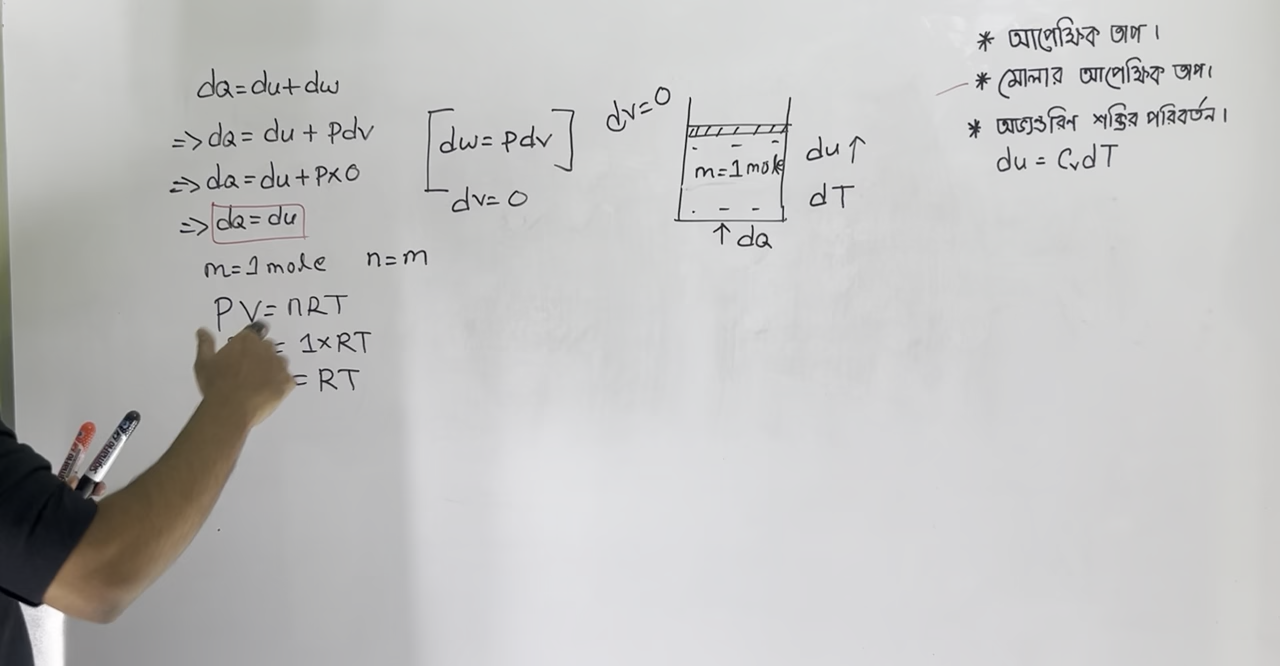 dQ = du + dw
=> dQ = du + pdv
=> dQ = du + P×0
=> dQ = du
m = 1 mole n = m
PV = nRT
= 1×RT
= RT
[dw = pdv]
dv = 0
dv = 0
m = 1 mole
du↑
dT
↑ dQ
* আপেক্ষিক তাপ।
* মোলার আপেক্ষিক তাপ।
* অভ্যন্তরিণ শক্তির পরিবর্তন।
du = CvdT